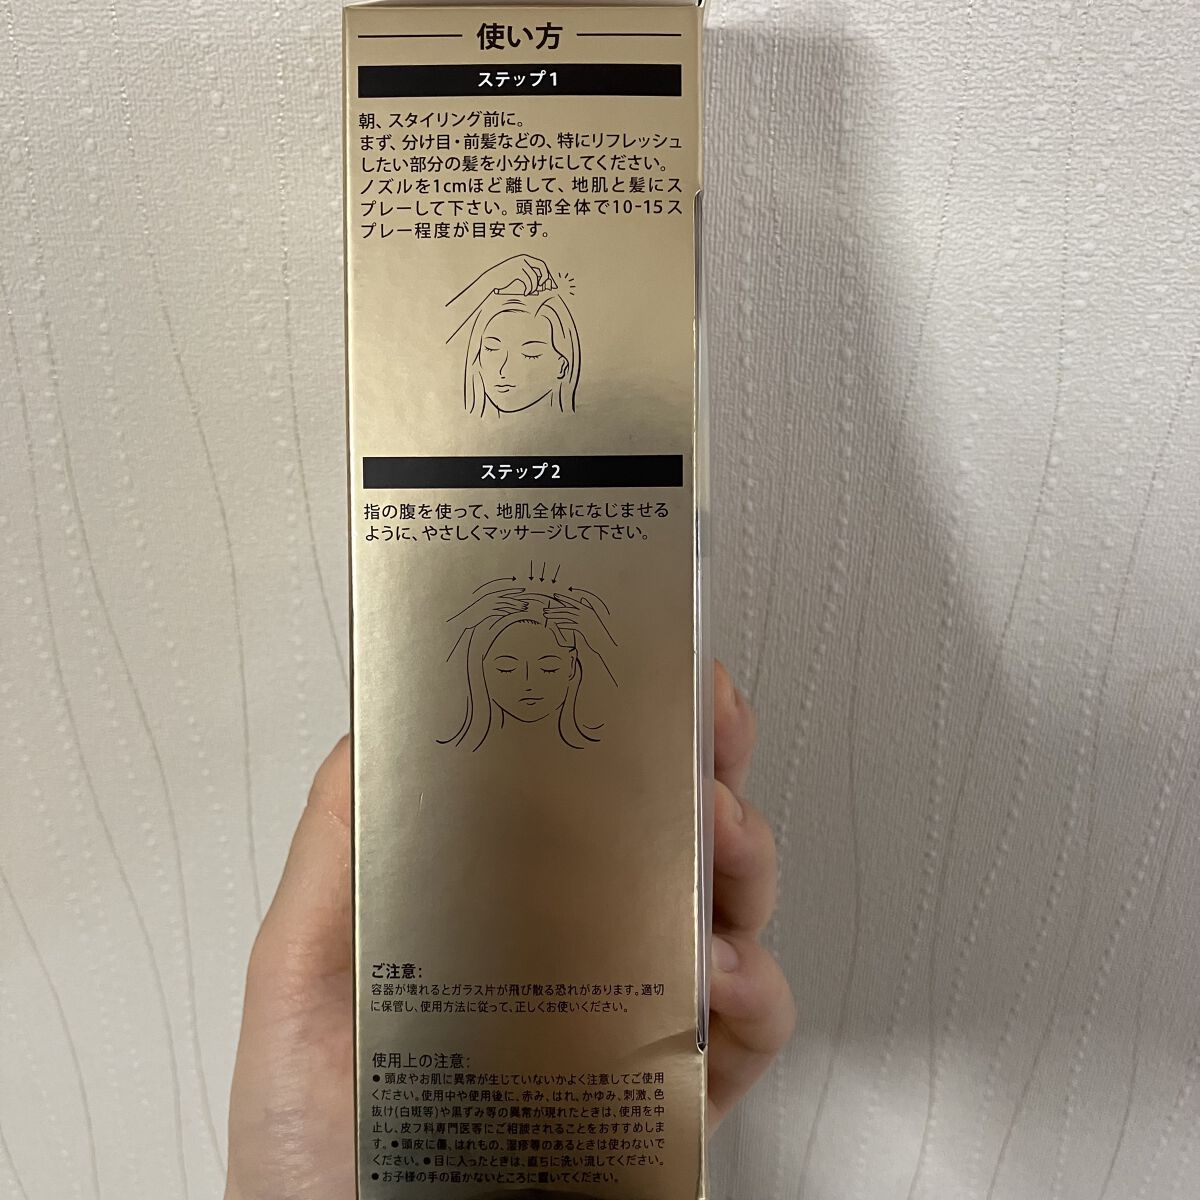 使い方
ステップ1
朝、スタイリング前に。
まず、分け目・前髪などの、特にリフレッシュ
したい部分の髪を小分けにしてください。
ノズルを1cmほど離して、地肌と髪にス
プレーして下さい。頭部全体で10-15ス
プレー程度が目安です。
ステップ2
指の腹を使って、地肌全体になじませる
ように、やさしくマッサージして下さい。
ご注意：
容器が壊れるとガラス片が飛び散る恐れがあります。適切
に保管し、使用方法に従って、正しくお使いください。
使用上の注意：
● 頭皮やお肌に異常が生じていないかよく注意してご使用
ください。使用中や使用後に、赤み、はれ、かゆみ、刺激、色
抜け(白斑等)や黒ずみ等の異常が現れたときは、使用を中
止し、皮フ科専門医等にご相談されることをおすすめしま
す。● 頭皮に傷、はれもの、湿疹等のあるときは使わないで
ください。● 目に入ったときは、直ちに洗い流してください。
● お子様の手の届かないところに置いてください。